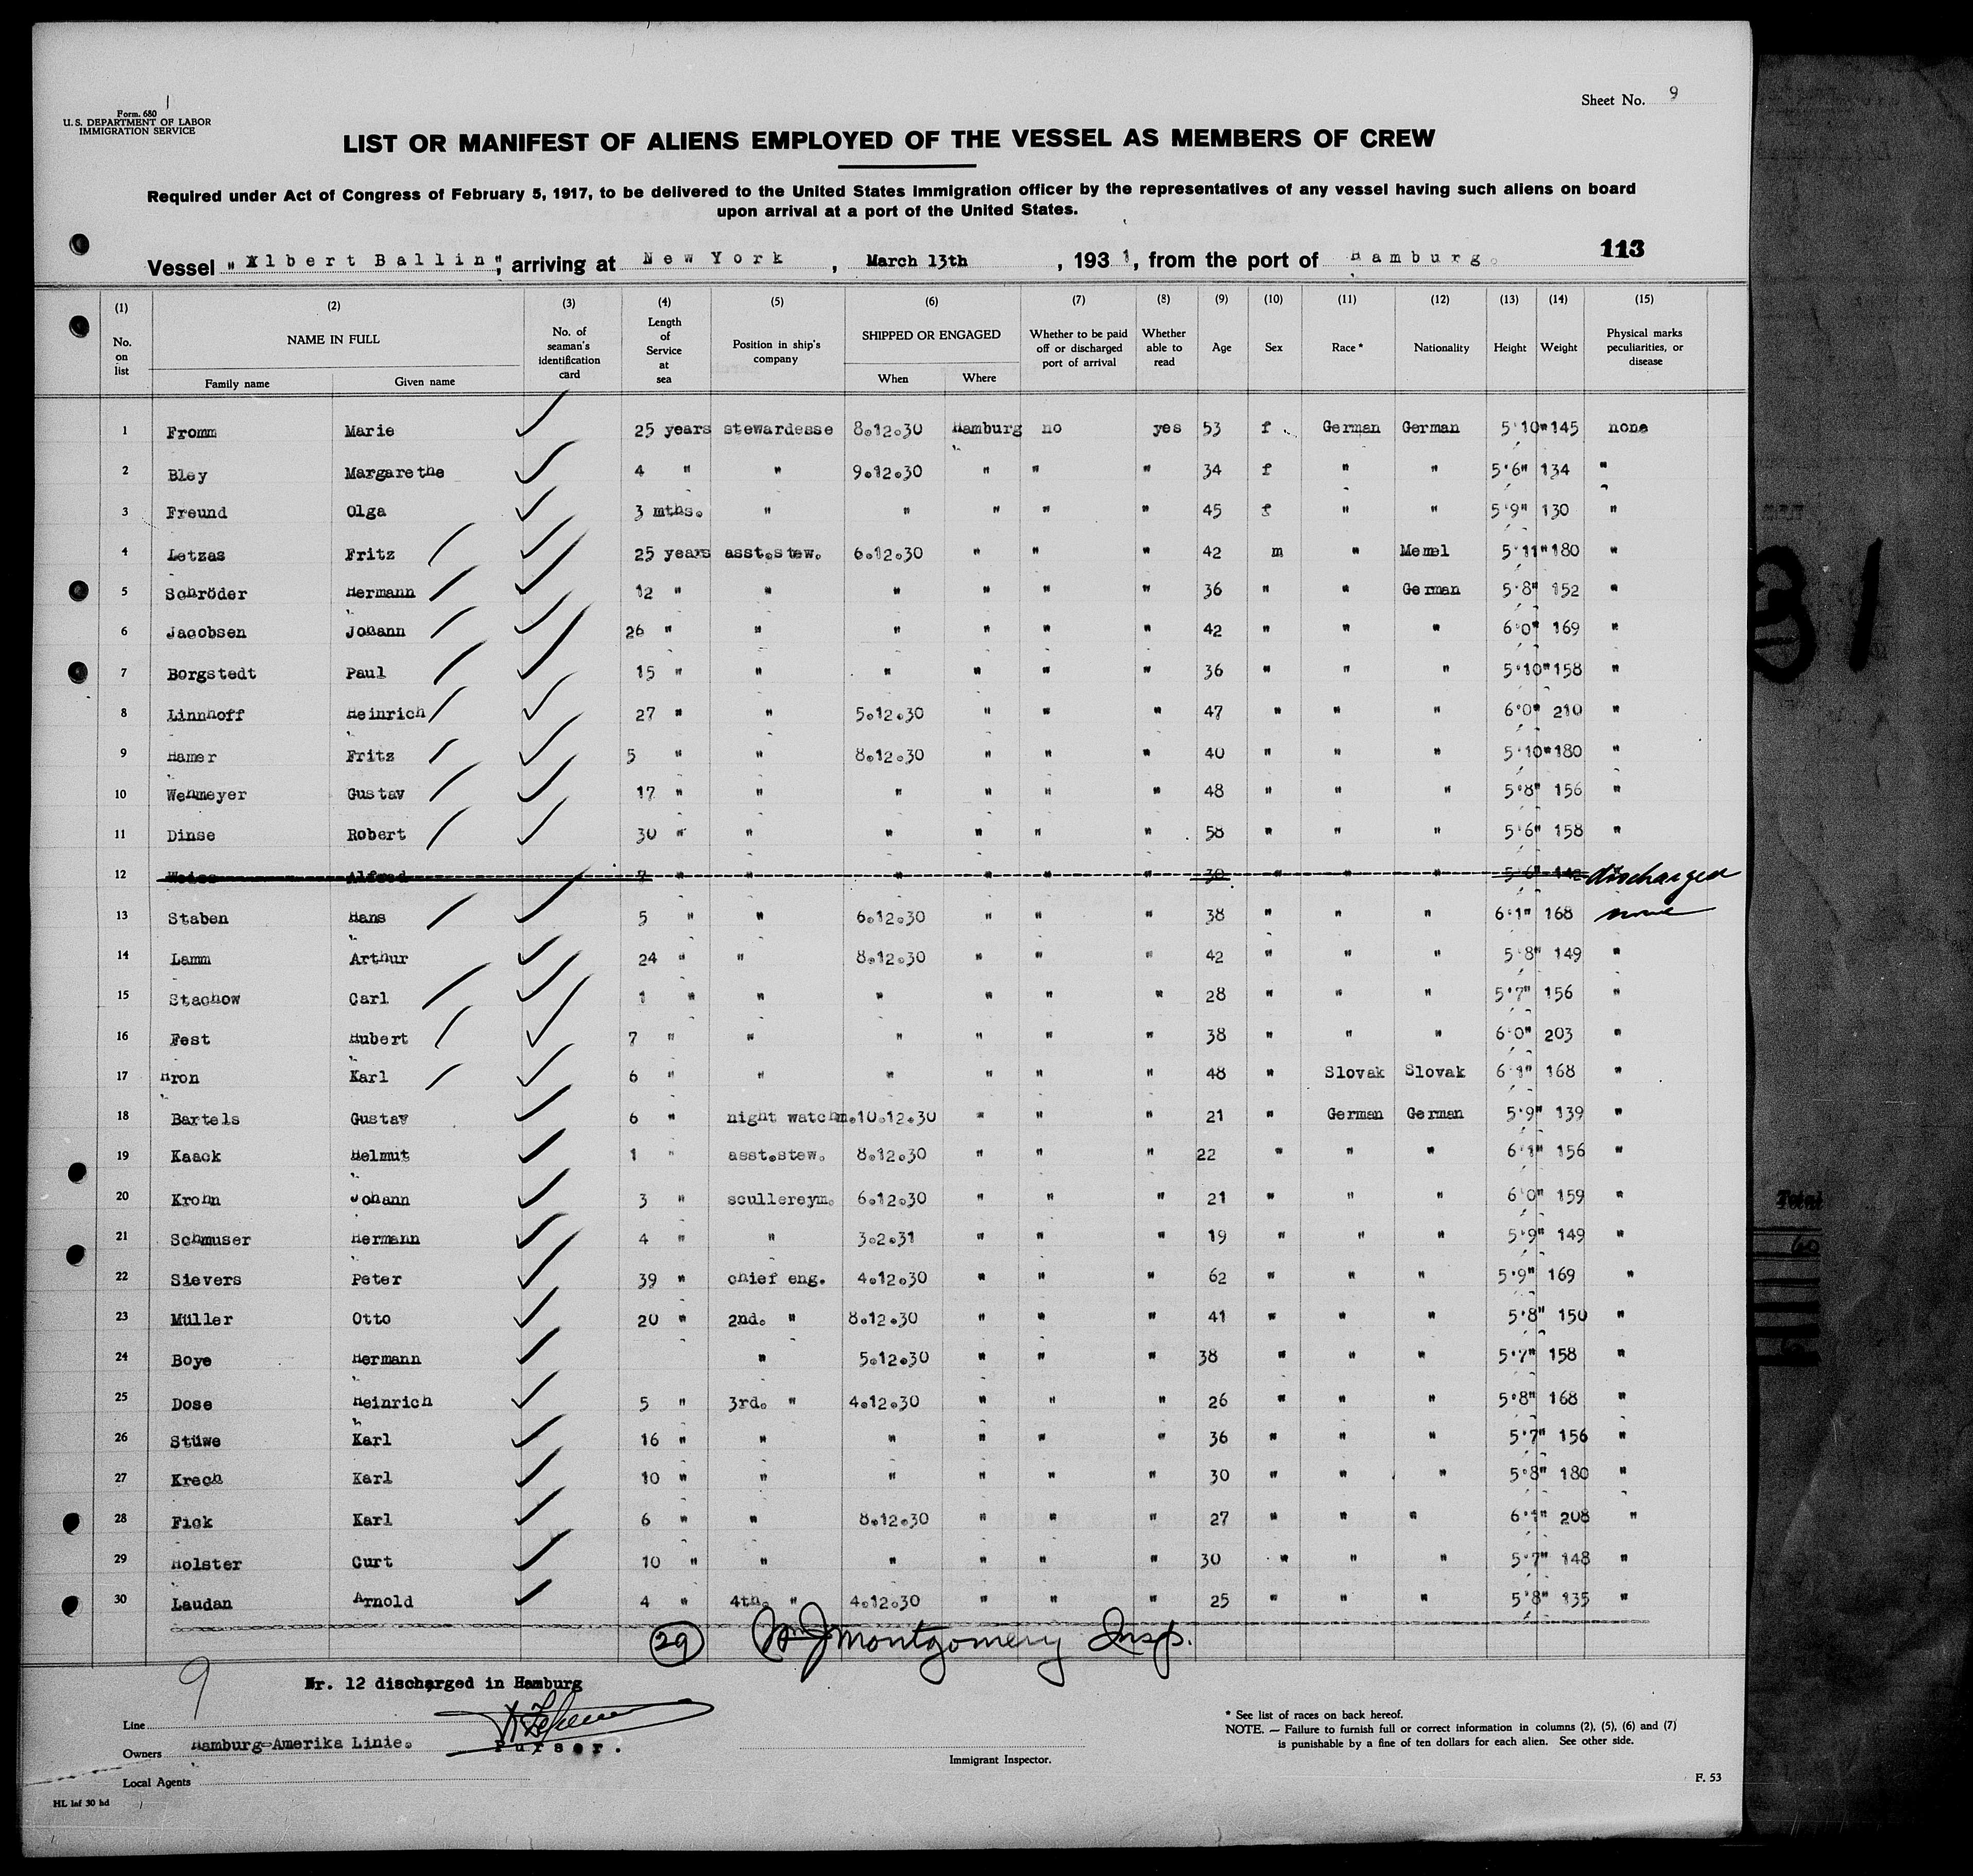 Form. 680
U. S. DEPARTMENT OF LABOR
IMMIGRATION SERVICE
Sheet No. 9
LIST OR MANIFEST OF ALIENS EMPLOYED OF THE VESSEL AS MEMBERS OF CREW
Required under Act of Congress of February 5, 1917, to be delivered to the United States Immigration officer by the representatives of any vessel having such aliens on board
upon arrival at a port of the United States.
113
Vessel "Albert Ballin", arriving at New York, March 13th, 1931, from the port of Hamburg.
(1) (2) (3) (4) (5) (6) (7) (8) (9) (10) (11) (12) (13) (14) (15)
No. on list NAME IN FULL Family name Given name No. of seaman's identification card Length of Service at sea Position in ship's company SHIPPED OR ENGAGED When Where Whether to be paid off or discharged port of arrival Whether able to read Age Sex Race * Nationality Height Weight Physical marks peculiarities, or disease
1 Fromm Marie 25 years stewardesse 8.12.30 Hamburg no yes 53 f. German German 5'10" 145 none
2 Bley Margarethe 4 " " 9.12.30 " " " 34 f " " 5'6" 134 "
3 Freund Olga 3 mths. " " " " " 45 f " " 5'9" 130 "
4 Letzas Fritz 25 years asst.stew. 6.12.30 " " " 42 m " Memel 5'11" 180 "
5 Schröder Hermann 12 " " " " " " 36 " " German 5'8" 152 "
6 Jacobsen Johann 26 " " " " " " 42 " " " 6'0" 169 "
7 Borgstedt Paul 15 " " " " " " 36 " " " 5'10" 158 "
8 Linnhoff Heinrich 27 " " 5.12.30 " " " 47 " " " 6'0" 210 "
9 Hamer Fritz 5 " " 8.12.30 " " " 40 " " " 5'10" 180 "
10 Wehmeyer Gustav 17 " " " " " " 48 " " " 5'8" 156 "
11 Dinse Robert 30 " " " " " " 58 " " " 5'6" 158 "
12 Weiss Alfred 7 " " " " " " 30 " " " 5'6" 142 discharged
13 Staben Hans 5 " " 6.12.30 " " " 38 " " " 6'1" 168 none
14 Lamm Arthur 24 " " 8.12.30 " " " 42 " " " 5'8" 149 "
15 Stachow Carl 1 " " " " " " 28 " " " 5'7" 156 "
16 Fest Hubert 7 " " " " " " 38 " " " 6'0" 203 "
17 Hron Karl 6 " " " " " " 48 " Slovak Slovak 6'1" 168 "
18 Bartels Gustav 6 " night watchm. 10.12.30 " " " 21 " German German 5'9" 139 "
19 Kaack Helmut 1 " asst.stew. 8.12.30 " " " 22 " " " 6'1" 156 "
20 Krohn Johann 3 " scullereym. 6.12.30 " " " 21 " " " 6'0" 159 "
21 Schmuser Hermann 4 " " 3.2.31 " " " 19 " " " 5'9" 149 "
22 Sievers Peter 39 " chief eng. 4.12.30 " " " 62 " " " 5'9" 169 "
23 Müller Otto 20 " 2nd. " 8.12.30 " " " 41 " " " 5'8" 150 "
24 Boye Hermann " 5.12.30 " " " 38 " " " 5'7" 158 "
25 Dose Heinrich 5 " 3rd. " 4.12.30 " " " 26 " " " 5'8" 168 "
26 Stüwe Karl 16 " " " " " " 36 " " " 5'7" 156 "
27 Krech Karl 10 " " " " " " 30 " " " 5'8" 180 "
28 Fick Karl 6 " " 8.12.30 " " " 27 " " " 6'1" 208 "
29 Holster Curt 10 " " " " " " 30 " " " 5'7" 148 "
30 Laudan Arnold 4 " 4th. " 4.12.30 " " " 25 " " " 5'8" 135 "
29 Montgomery Insp.
9
Nr. 12 discharged in Hamburg
Line
Owners Hamburg-Amerika Linie.
Purser.
Local Agents
Immigrant Inspector.
* See list of races on back hereof.
NOTE. — Failure to furnish full or correct information in columns (2), (5), (6) and (7)
is punishable by a fine of ten dollars for each alien. See other side.
F. 53
HL laf 30 hd
31
Total
60